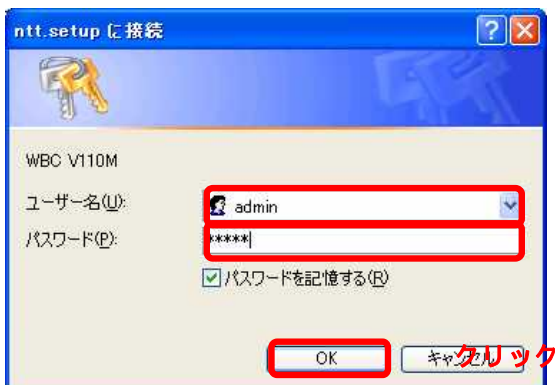 ntt.setup に接続
WBC V110M
ユーザー名(U):
admin
パスワード(P):
*****
パスワードを記憶する(R)
OK
キャンセル
クリック